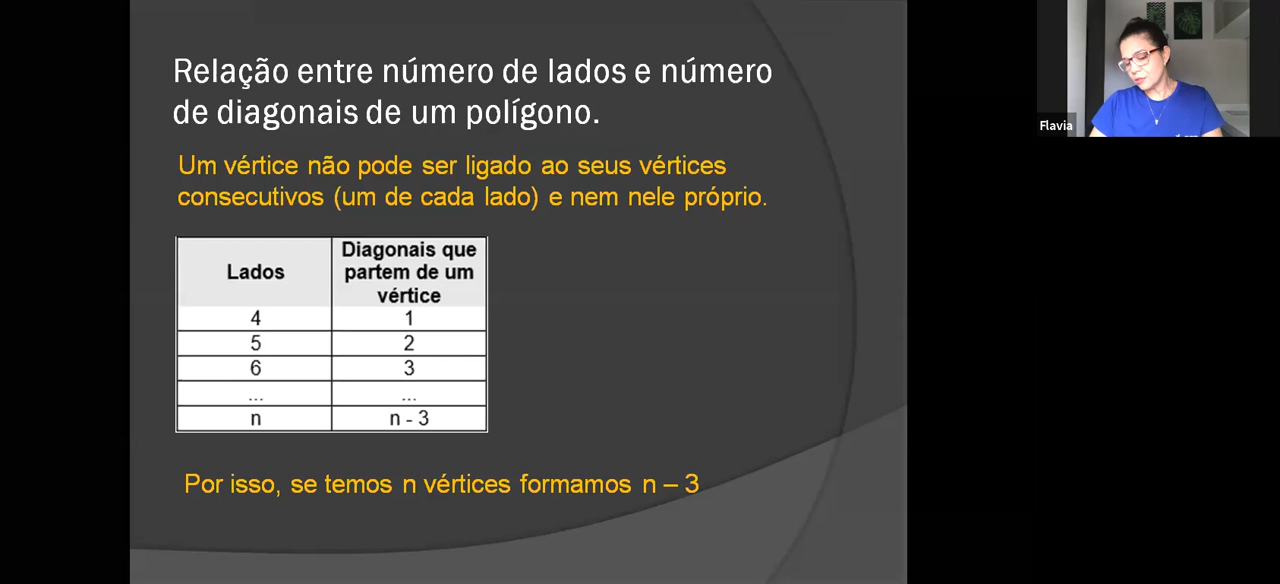 Relação entre número de lados e número
de diagonais de um polígono.
Um vértice não pode ser ligado ao seus vértices
consecutivos (um de cada lado) e nem nele próprio.
Lados
Diagonais que
partem de um
vértice
4 1
5 2
6 3
... ...
n n - 3
Por isso, se temos n vértices formamos n – 3
Flavia